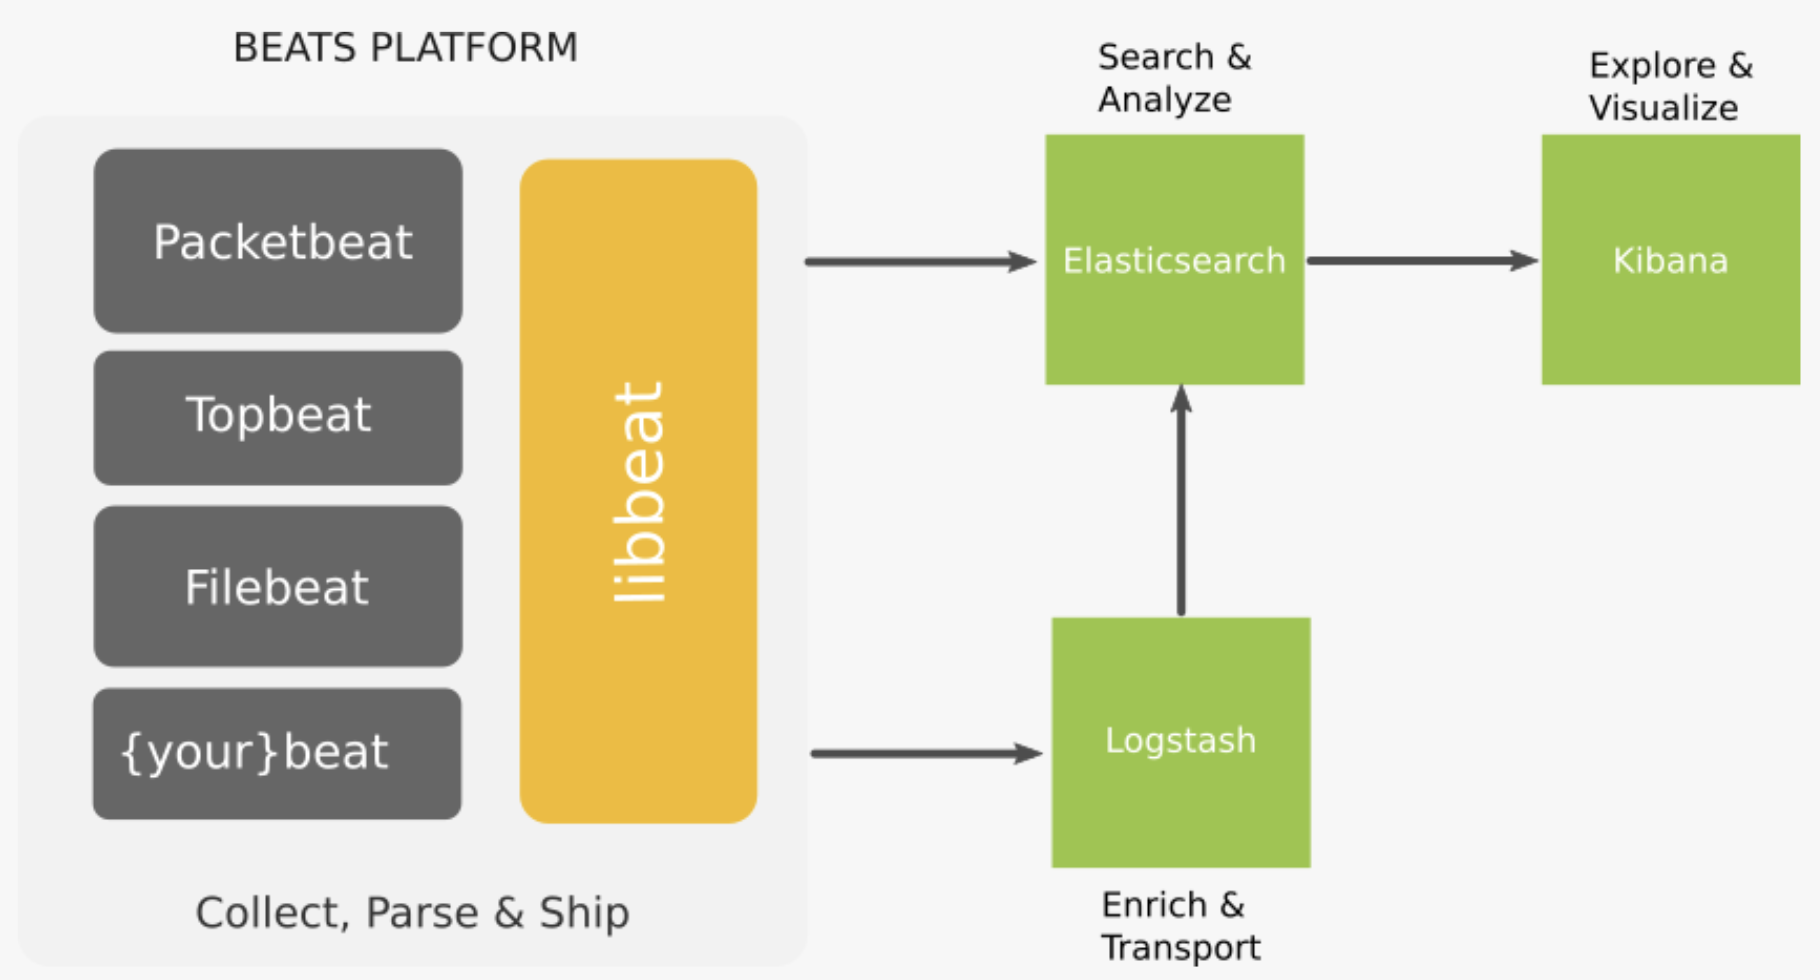 BEATS PLATFORM
Packetbeat
Topbeat
Filebeat
{your}beat
libbeat
Collect, Parse & Ship
Search &
Analyze
Elasticsearch
Explore &
Visualize
Kibana
Logstash
Enrich &
Transport